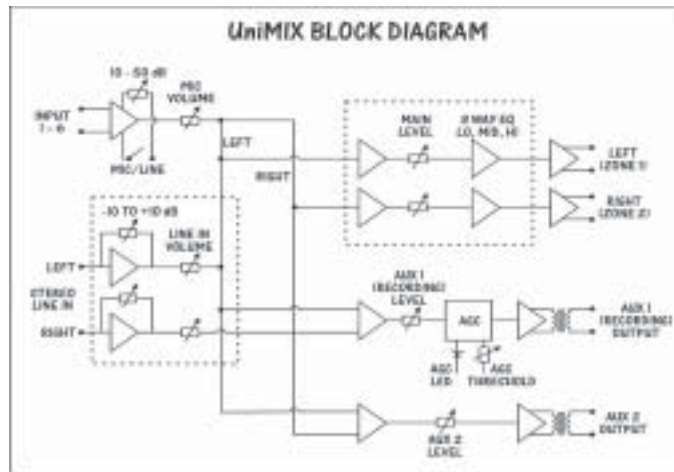 UniMIX BLOCK DIAGRAM
10 - 50 dB
MIC
VOLUME
INPUT
1 - 6
MIC/LINE
LEFT
RIGHT
MAIN
LEVEL
EQ
LO, MID, HI
LEFT
(ZONE 1)
RIGHT
(ZONE 2)
-10 TO +10 dB
LINE IN
VOLUME
LEFT
STEREO
LINE IN
RIGHT
AUX 1
(RECORDING)
LEVEL
AGC
AGC
LED
AGC
THRESHOLD
AUX 1
(RECORDING)
OUTPUT
AUX 2
LEVEL
AUX 2
OUTPUT